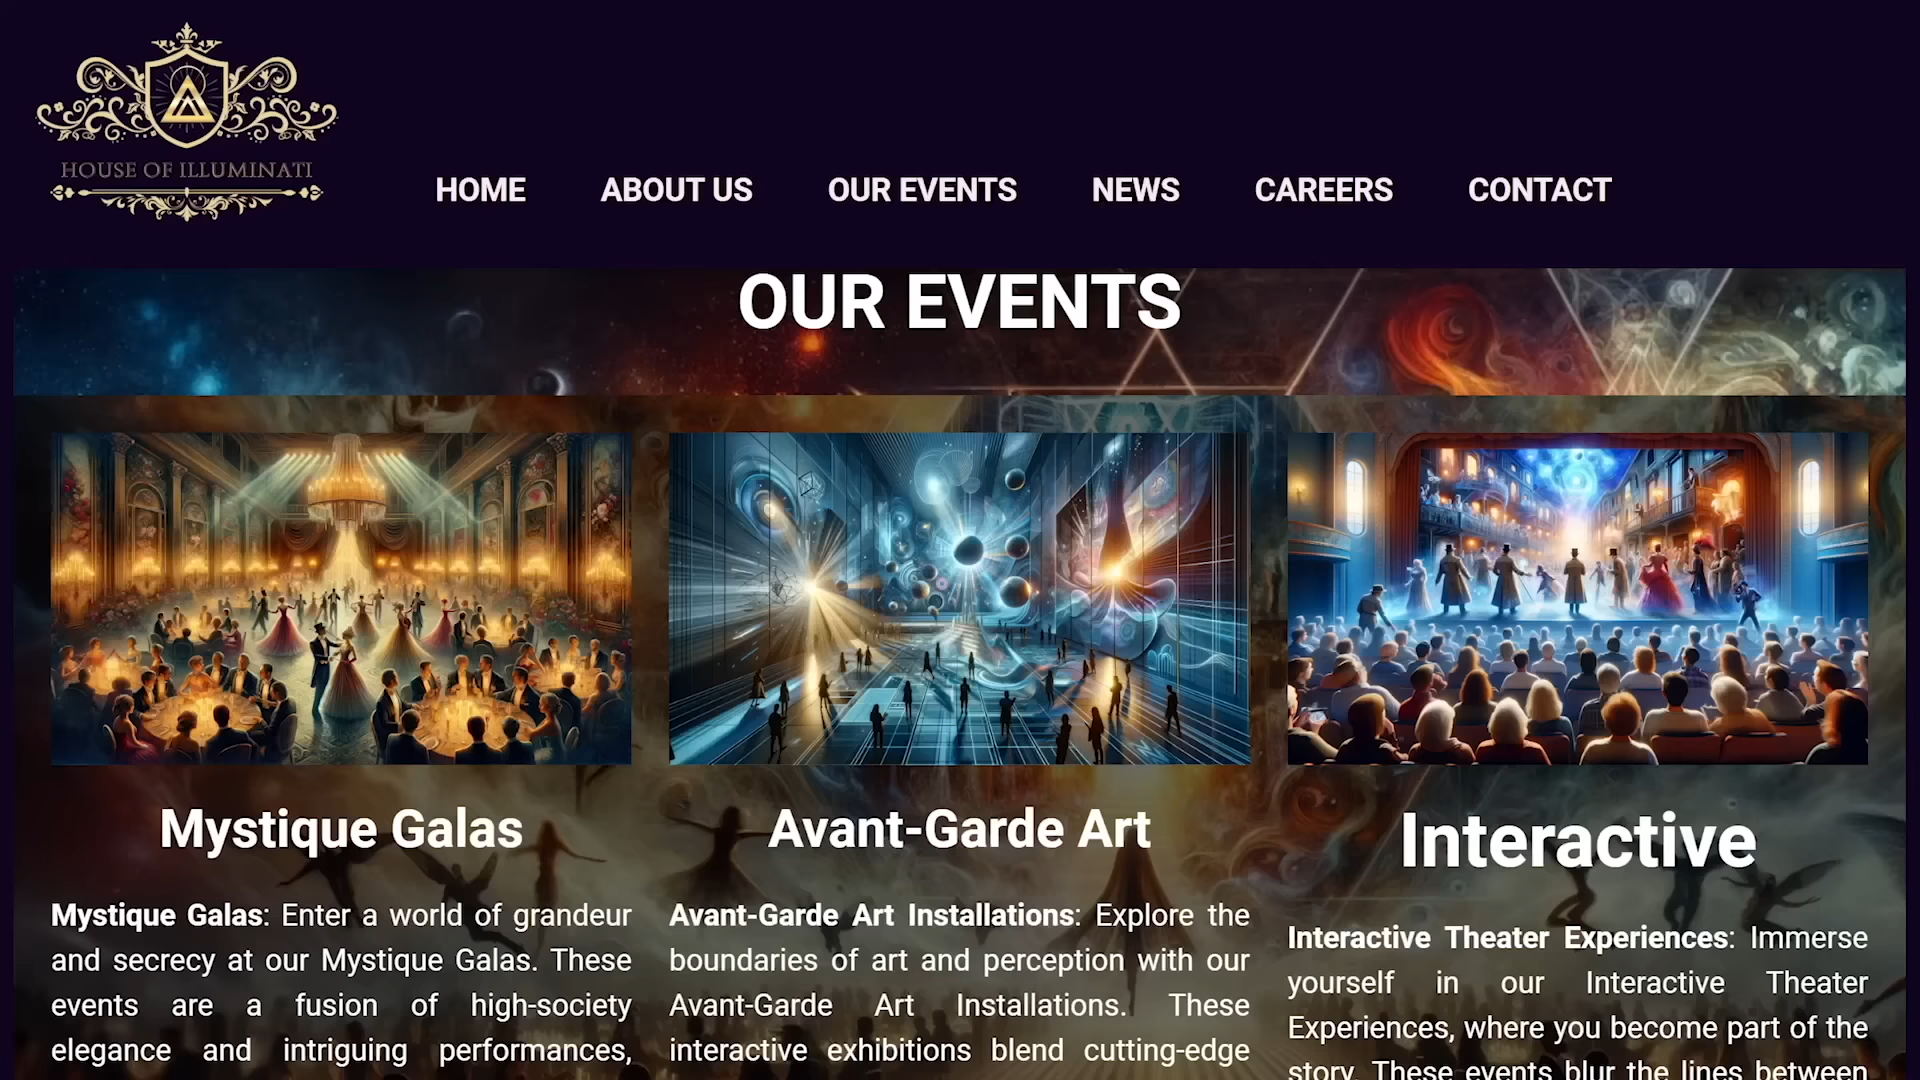 HOUSE OF ILLUMINATI
HOME ABOUT US OUR EVENTS NEWS CAREERS CONTACT
OUR EVENTS
Mystique Galas
Mystique Galas: Enter a world of grandeur
and secrecy at our Mystique Galas. These
events are a fusion of high-society
elegance and intriguing performances,
Avant-Garde Art
Avant-Garde Art Installations: Explore the
boundaries of art and perception with our
Avant-Garde Art Installations. These
interactive exhibitions blend cutting-edge
Interactive
Interactive Theater Experiences: Immerse
yourself in our Interactive Theater
Experiences, where you become part of the
story. These events blur the lines between